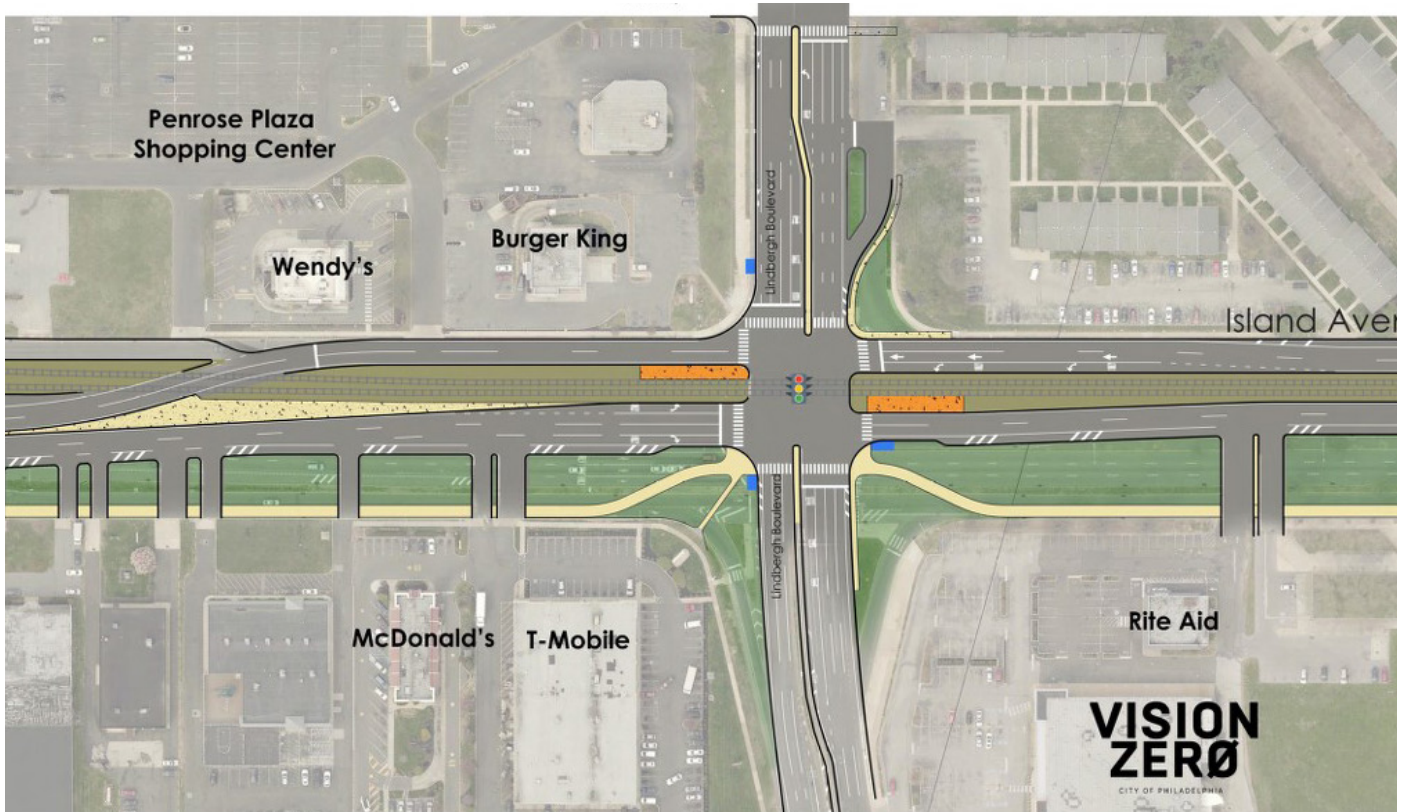 Penrose Plaza
Shopping Center
Wendy's
Burger King
Lindbergh Boulevard
Island Aven
Lindbergh Boulevard
McDonald's
T-Mobile
Rite Aid
VISION
ZERØ
CITY OF PHILADELPHIA